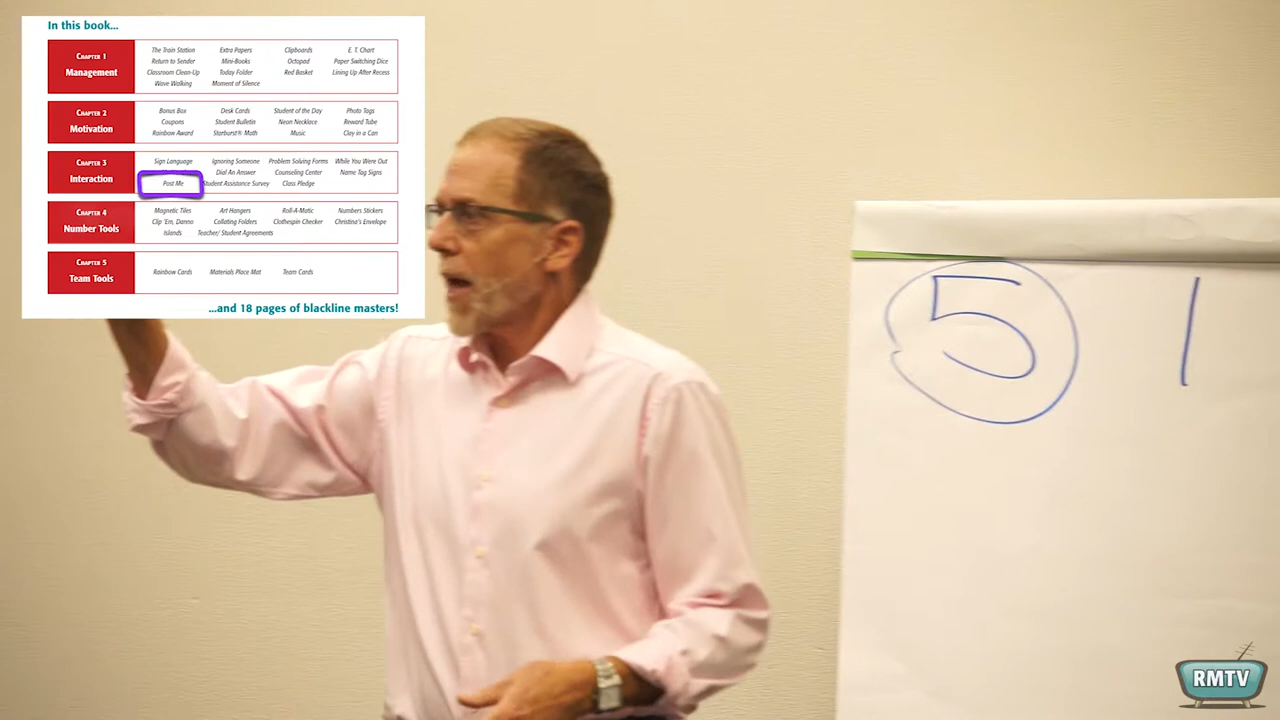 In this book...
CHAPTER 1
Management
The Train Station Extra Papers Clipboards E. T. Chart
Return to Sender Mini-Books Octopad Paper Switching Dice
Classroom Clean-Up Today Folder Red Basket Lining Up After Recess
Wave Walking Moment of Silence
CHAPTER 2
Motivation
Bonus Box Desk Cards Student of the Day Photo Tags
Coupons Student Bulletin Neon Necklace Reward Tube
Rainbow Award Starburst® Math Music Clay in a Can
CHAPTER 3
Interaction
Sign Language Ignoring Someone Problem Solving Forms While You Were Out
Dial An Answer Counseling Center Name Tag Signs
Post Me Student Assistance Survey Class Pledge
CHAPTER 4
Number Tools
Magnetic Tiles Art Hangers Roll-A-Matic Numbers Stickers
Clip 'Em, Danno Collating Folders Clothespin Checker Christina's Envelope
Islands Teacher/ Student Agreements
CHAPTER 5
Team Tools
Rainbow Cards Materials Place Mat Team Cards
...and 18 pages of blackline masters!
5 1
RMTV